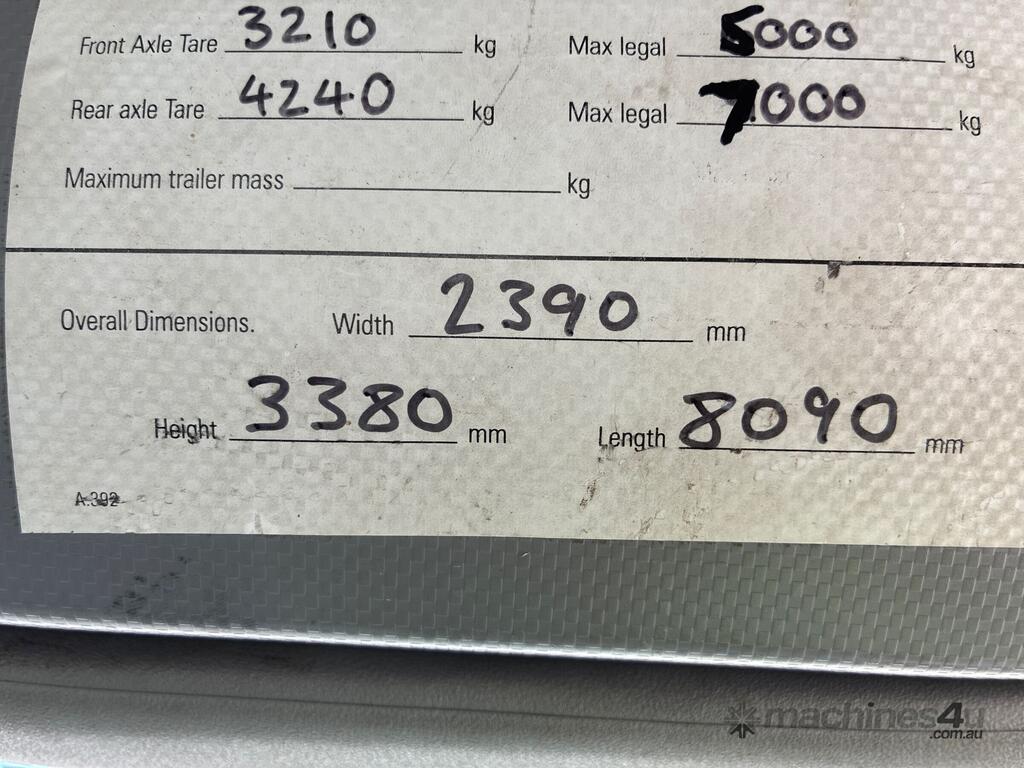 Front Axle Tare 3210 kg Max legal 5000 kg
Rear axle Tare 4240 kg Max legal 7000 kg
Maximum trailer mass kg
Overall Dimensions. Width 2390 mm
Height 3380 mm Length 8090 mm
A.392
machines4u
.com.au